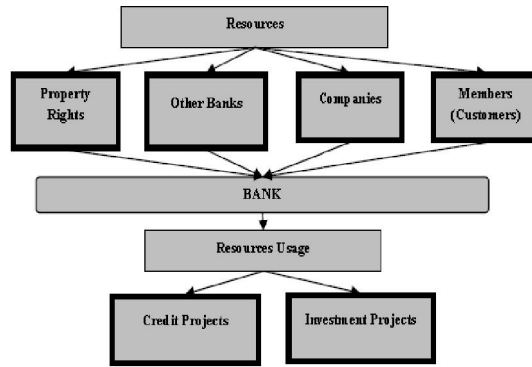 Resources
Property
Rights
Other Banks
Companies
Members
(Customers)
BANK
Resources Usage
Credit Projects
Investment Projects